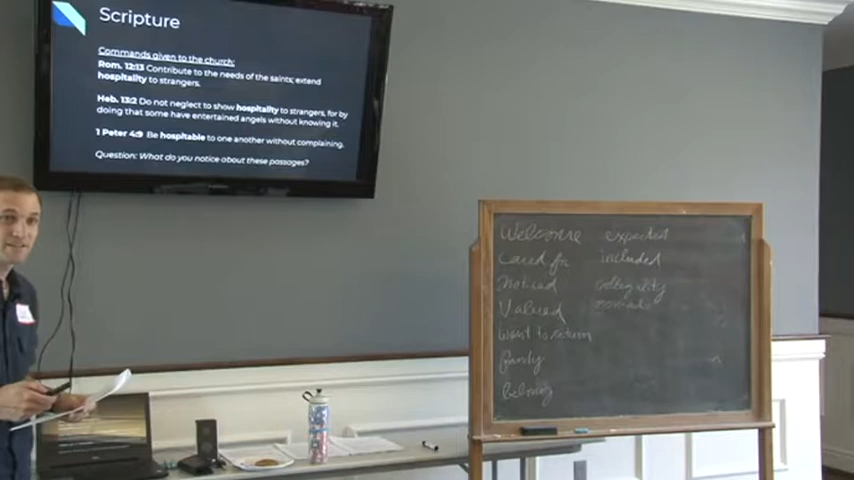 Scripture
Commands given to the church:
Rom. 12:13 Contribute to the needs of the saints; extend
hospitality to strangers.
Heb. 13:2 Do not neglect to show hospitality to strangers, for by
doing that some have entertained angels without knowing it.
1 Peter 4:9 Be hospitable to one another without complaining.
Question: What do you notice about these passages?
Welcome expected
Cared for included
Noticed collegiality
Valued
Want to return
Family
Belong